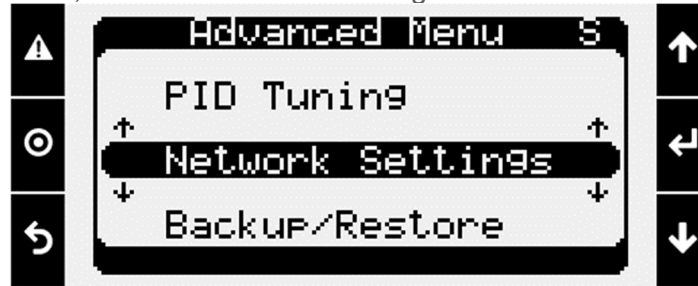 Advanced Menu S
PID Tuning
Network Settings
Backup/Restore